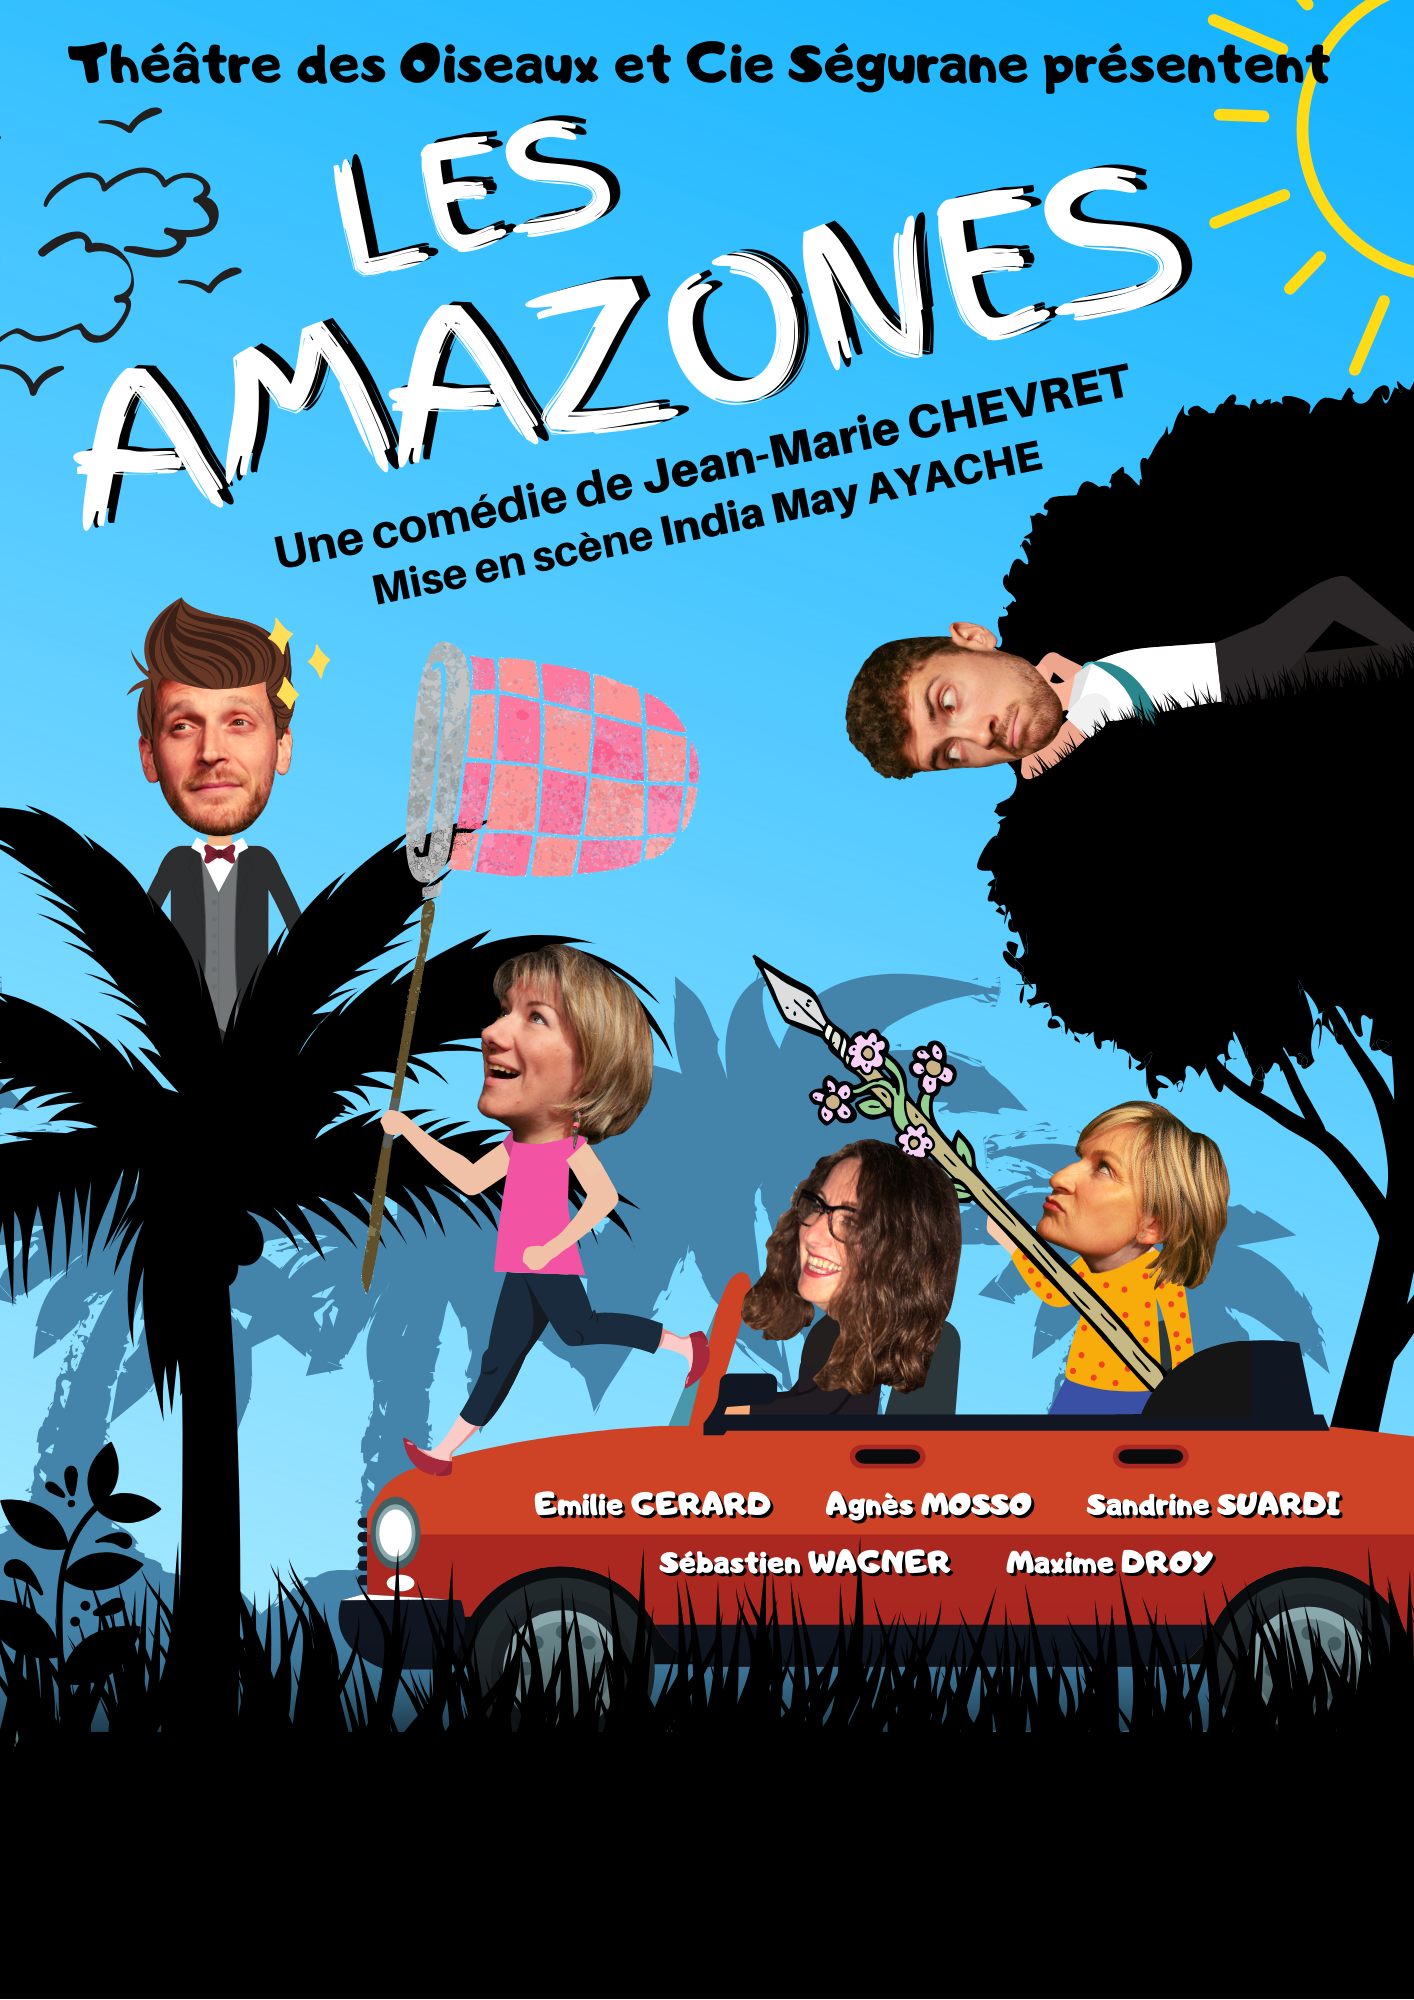 Théâtre des Oiseaux et Cie Ségurane présentent
LES
AMAZONES
Une comédie de Jean-Marie CHEVRET
Mise en scène India May AYACHE
Emilie GERARD Agnès MOSSO Sandrine SUARDI
Sébastien WAGNER Maxime DROY